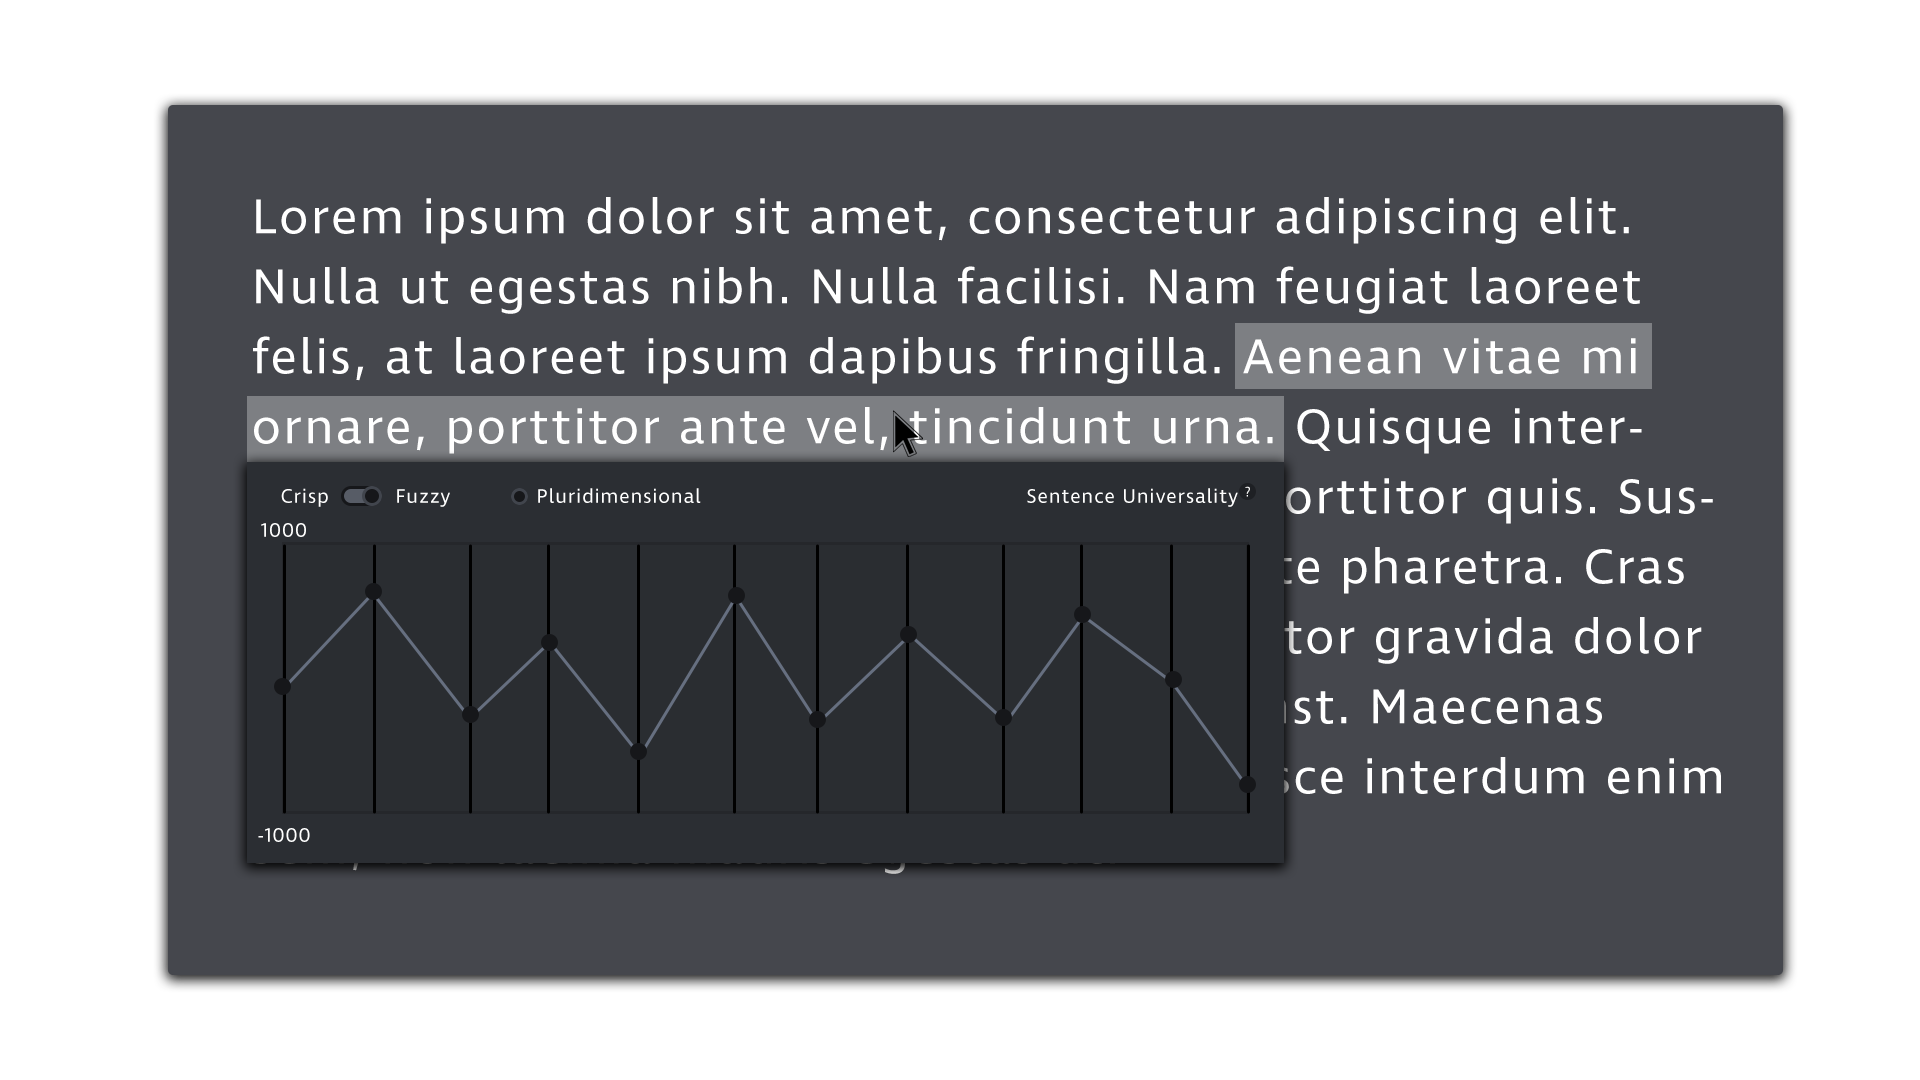 Lorem ipsum dolor sit amet, consectetur adipiscing elit.
Nulla ut egestas nibh. Nulla facilisi. Nam feugiat laoreet
felis, at laoreet ipsum dapibus fringilla. Aenean vitae mi
ornare, porttitor ante vel, tincidunt urna. Quisque inter-
Crisp Fuzzy Pluridimensional Sentence Universality ?
orttitor quis. Sus-
1000
pharetra. Cras
tor gravida dolor
st. Maecenas
sce interdum enim
-1000